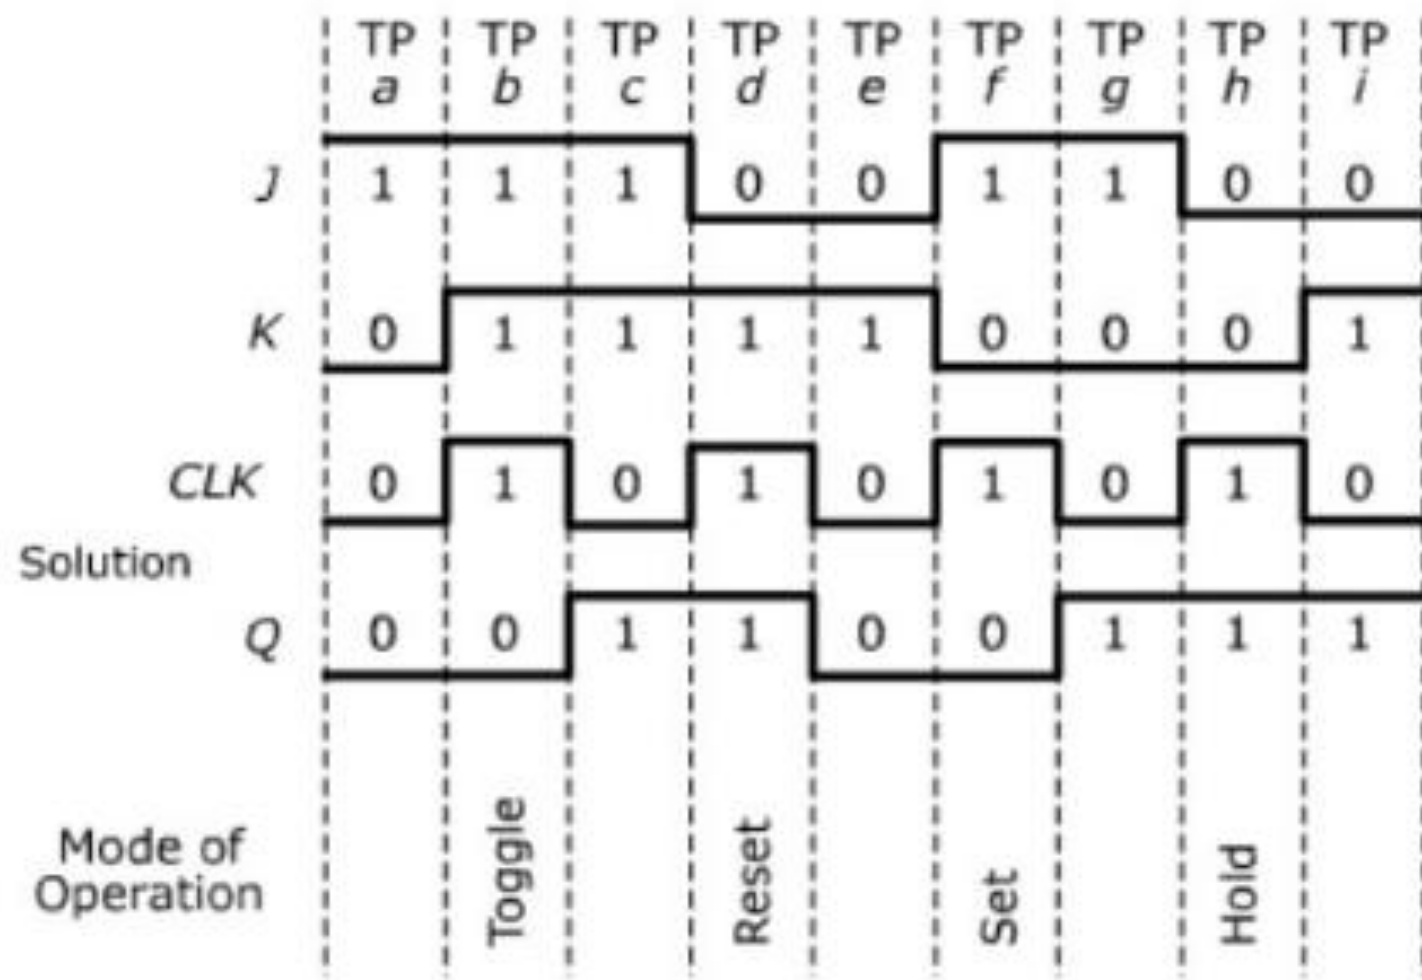 TP TP TP TP TP TP TP TP TP
a b c d e f g h i
J 1 1 1 0 0 1 1 0 0
K 0 1 1 1 1 0 0 0 1
CLK 0 1 0 1 0 1 0 1 0
Solution
Q 0 0 1 1 0 0 1 1 1
Mode of
Operation
Toggle
Reset
Set
Hold